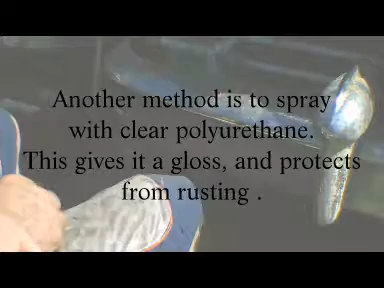 Another method is to spray
with clear polyurethane.
This gives it a gloss, and protects
from rusting .